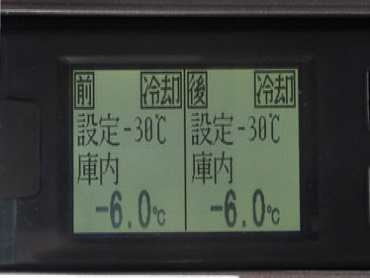 前 冷却 後 冷却
設定-30℃ 設定-30℃
庫内 庫内
-6.0℃ -6.0℃